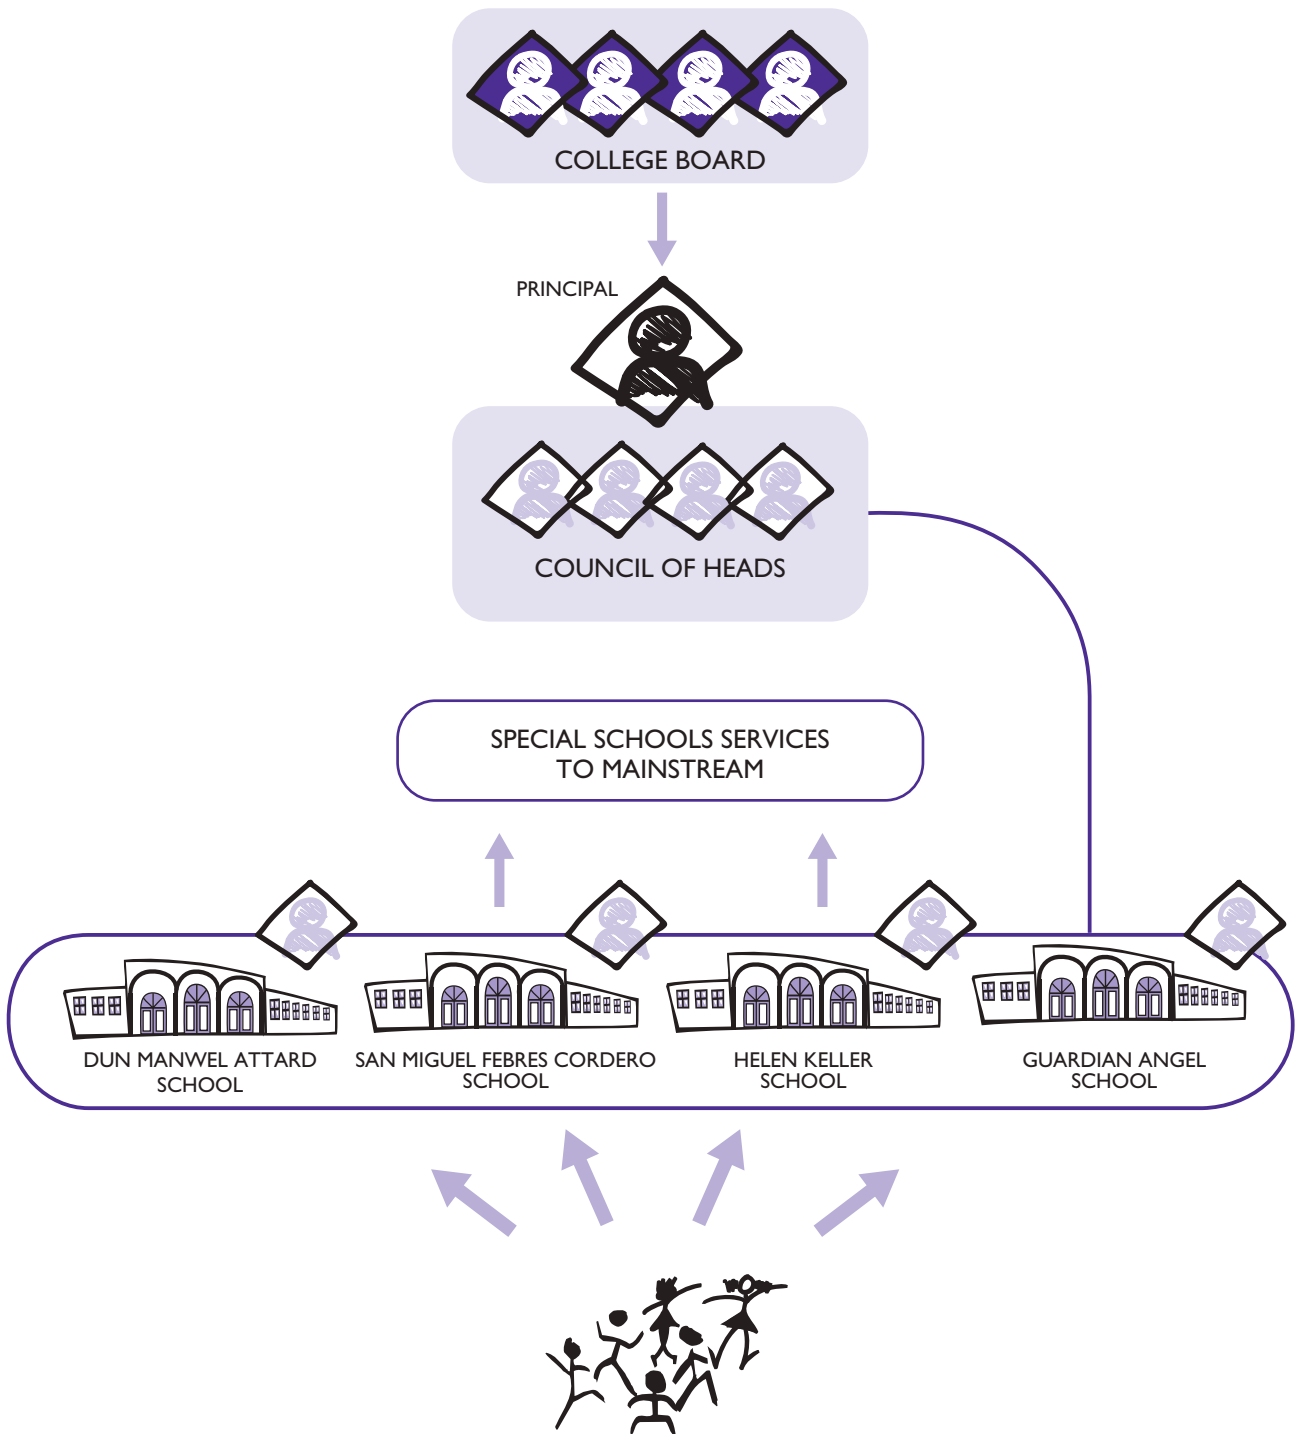 COLLEGE BOARD
PRINCIPAL
COUNCIL OF HEADS
SPECIAL SCHOOLS SERVICES
TO MAINSTREAM
DUN MANWEL ATTARD
SCHOOL
SAN MIGUEL FEBRES CORDERO
SCHOOL
HELEN KELLER
SCHOOL
GUARDIAN ANGEL
SCHOOL